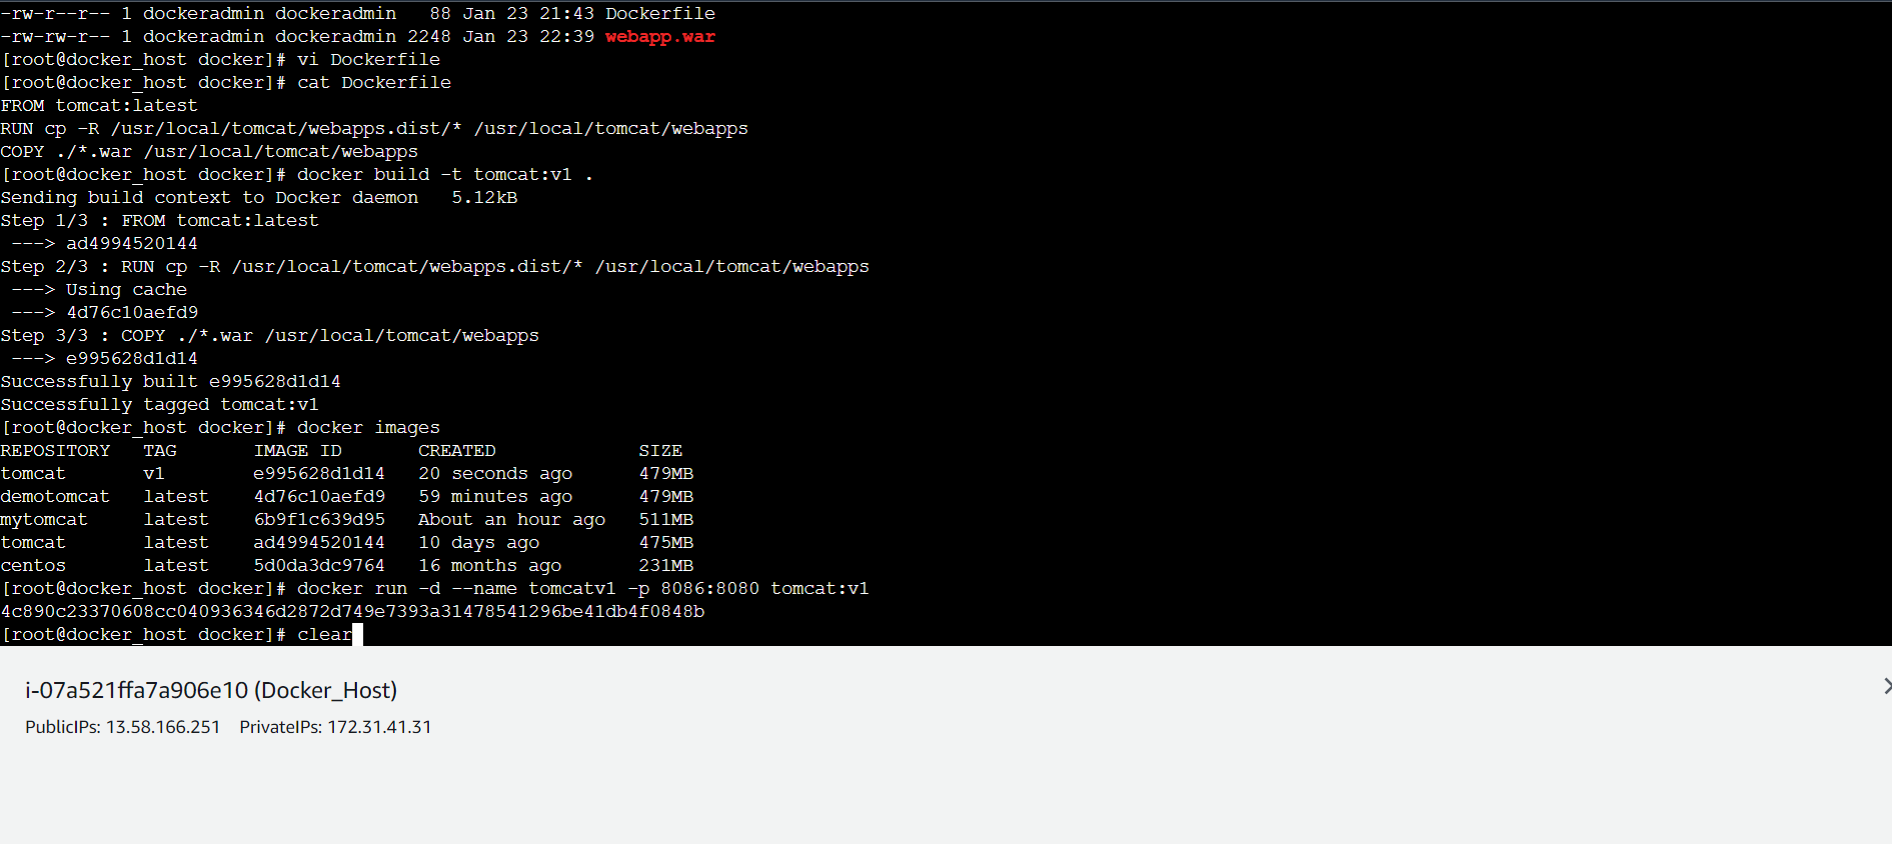 -rw-r--r-- 1 dockeradmin dockeradmin   88 Jan 23 21:43 Dockerfile
-rw-rw-r-- 1 dockeradmin dockeradmin 2248 Jan 23 22:39 webapp.war
[root@docker_host docker]# vi Dockerfile
[root@docker_host docker]# cat Dockerfile
FROM tomcat:latest
RUN cp -R /usr/local/tomcat/webapps.dist/* /usr/local/tomcat/webapps
COPY ./*.war /usr/local/tomcat/webapps
[root@docker_host docker]# docker build -t tomcat:v1 .
Sending build context to Docker daemon   5.12kB
Step 1/3 : FROM tomcat:latest
 ---> ad4994520144
Step 2/3 : RUN cp -R /usr/local/tomcat/webapps.dist/* /usr/local/tomcat/webapps
 ---> Using cache
 ---> 4d76c10aefd9
Step 3/3 : COPY ./*.war /usr/local/tomcat/webapps
 ---> e995628d1d14
Successfully built e995628d1d14
Successfully tagged tomcat:v1
[root@docker_host docker]# docker images
REPOSITORY   TAG       IMAGE ID       CREATED             SIZE
tomcat       v1        e995628d1d14   20 seconds ago      479MB
demotomcat   latest    4d76c10aefd9   59 minutes ago      479MB
mytomcat     latest    6b9f1c639d95   About an hour ago   511MB
tomcat       latest    ad4994520144   10 days ago         475MB
centos       latest    5d0da3dc9764   16 months ago       231MB
[root@docker_host docker]# docker run -d --name tomcatv1 -p 8086:8080 tomcat:v1
4c890c23370608cc040936346d2872d749e7393a31478541296be41db4f0848b
[root@docker_host docker]# clear
i-07a521ffa7a906e10 (Docker_Host)
PublicIPs: 13.58.166.251    PrivateIPs: 172.31.41.31